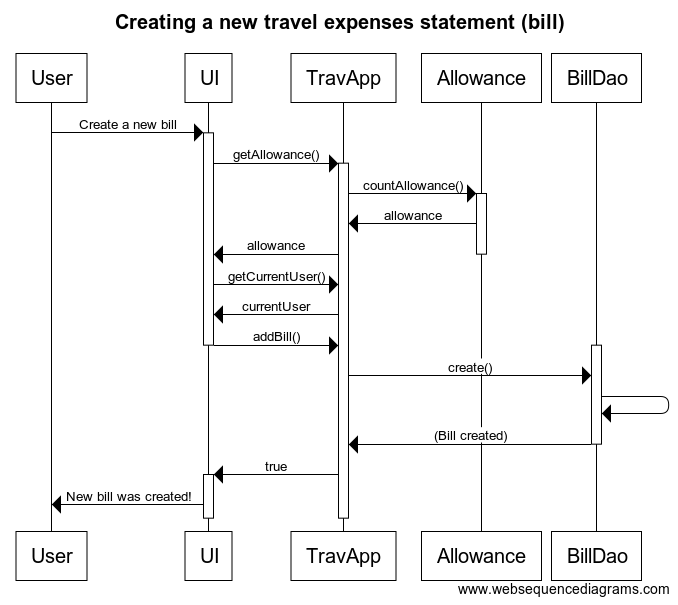 Creating a new travel expenses statement (bill)
User UI TravApp Allowance BillDao
Create a new bill
getAllowance()
countAllowance()
allowance
allowance
getCurrentUser()
currentUser
addBill()
create()
(Bill created)
true
New bill was created!
User UI TravApp Allowance BillDao
www.websequencediagrams.com